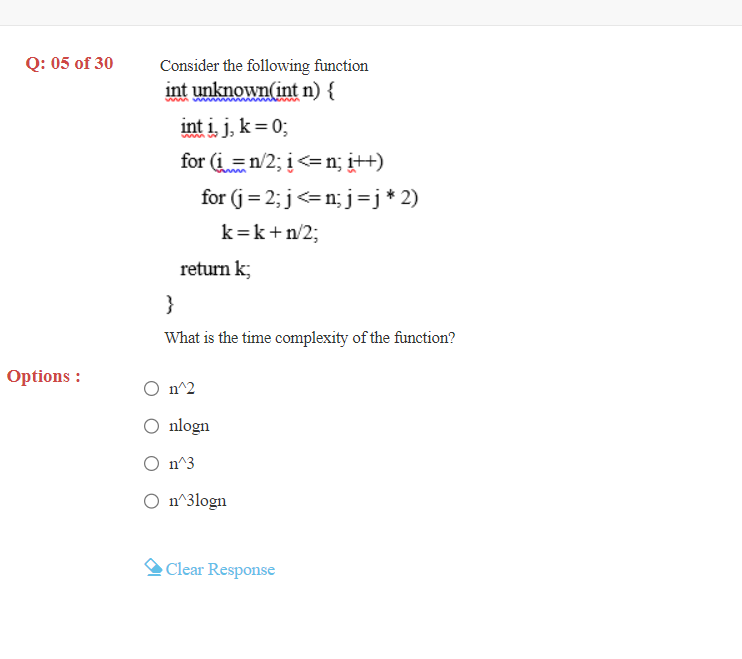 Q: 05 of 30
Consider the following function
int unknown(int n) {
int i, j, k = 0;
for (i = n/2; i <= n; i++)
for (j = 2; j <= n; j = j * 2)
k = k + n/2;
return k;
}
What is the time complexity of the function?
Options :
n^2
nlogn
n^3
n^3logn
Clear Response